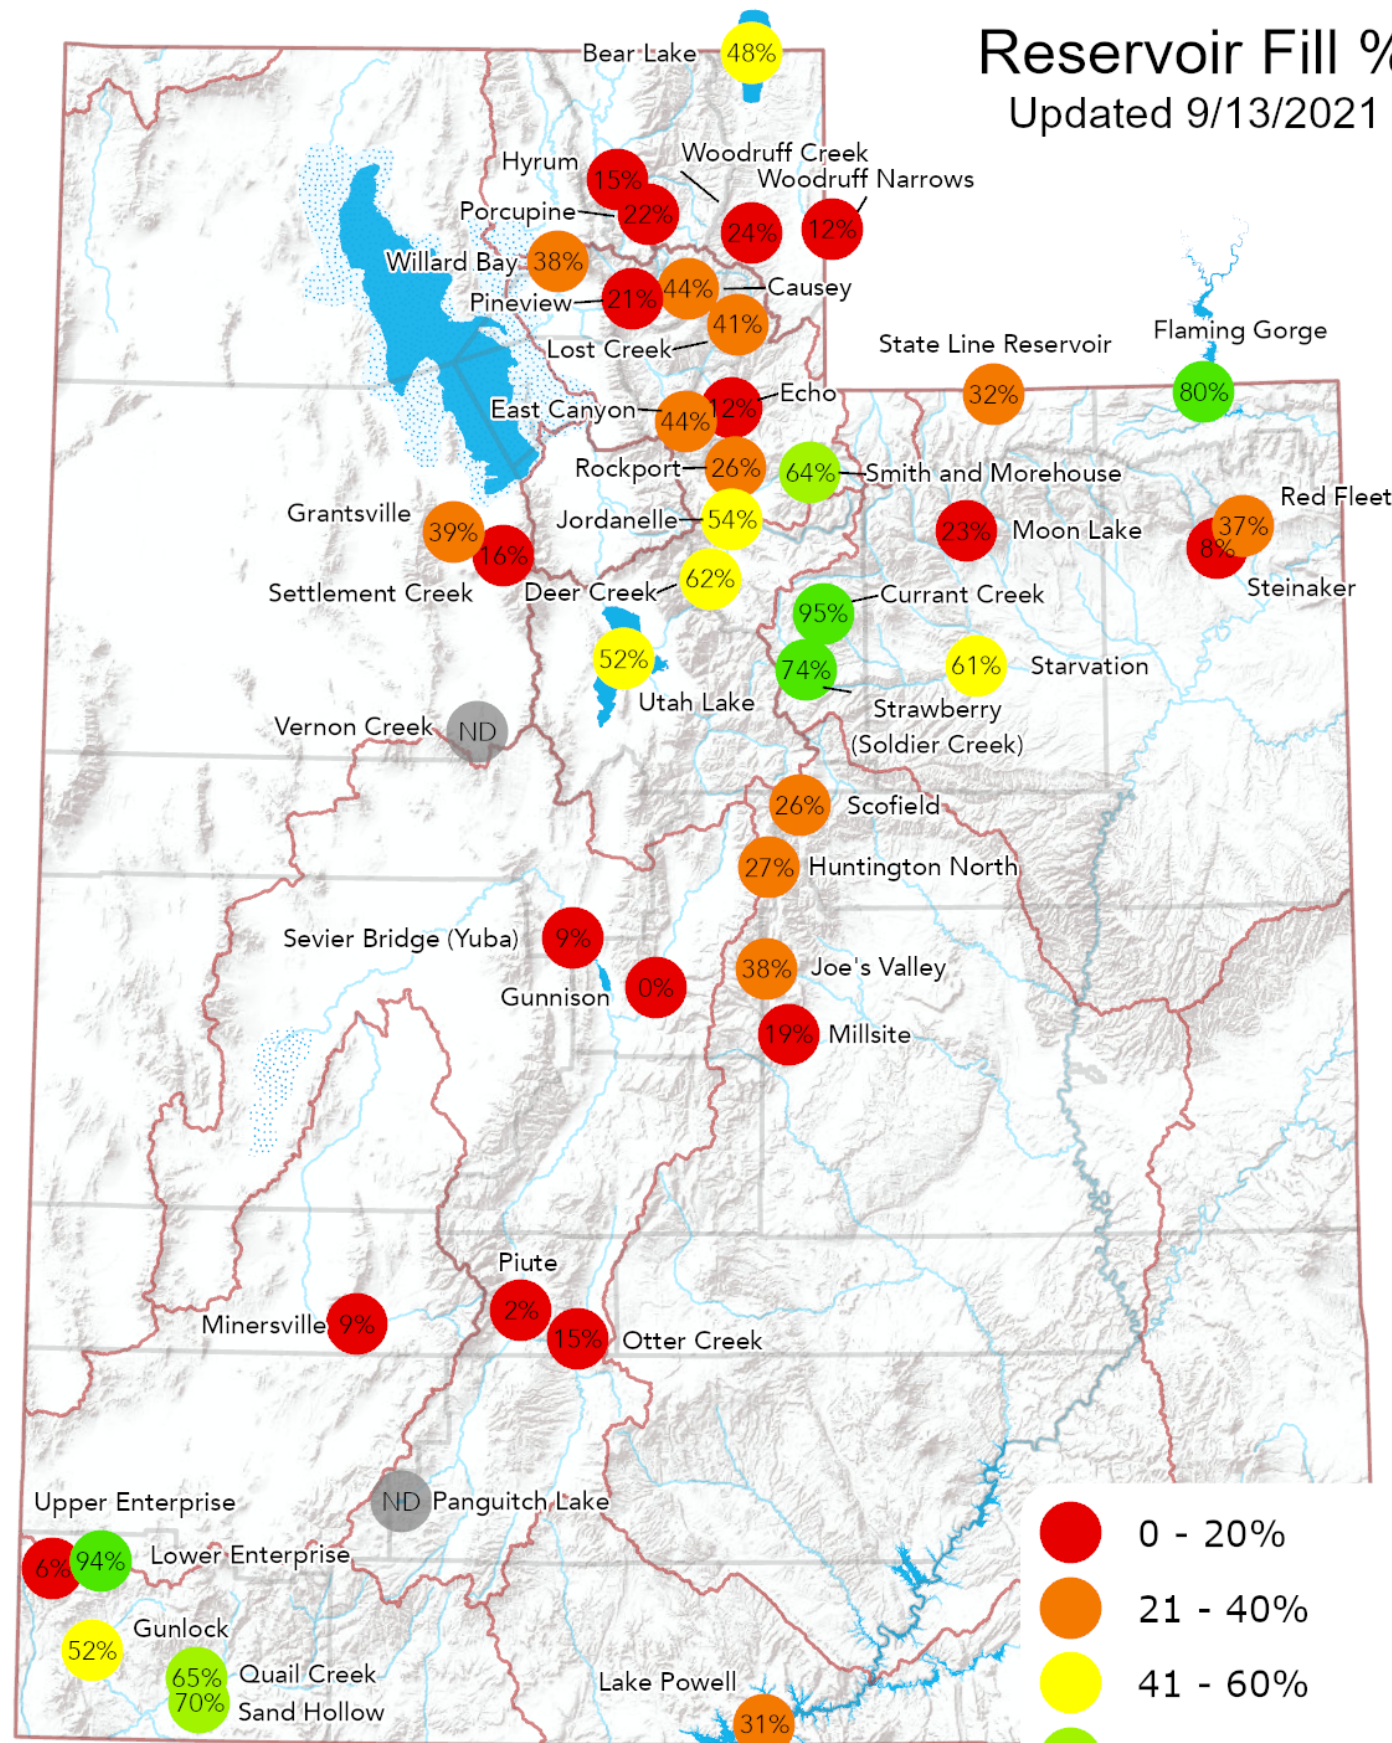 Reservoir Fill %
Updated 9/13/2021
Bear Lake 48%
Woodruff Creek
Woodruff Narrows
Hyrum 15%
Porcupine 22%
24%
12%
Willard Bay 38%
Causey 44%
Pineview 21%
41%
Lost Creek
State Line Reservoir
Flaming Gorge
32%
80%
Echo 12%
East Canyon 44%
Rockport 26%
64% Smith and Morehouse
Grantsville 39%
Jordanelle 54%
23% Moon Lake
Red Fleet
37%
8%
Steinaker
16%
Settlement Creek
Deer Creek 62%
95% Currant Creek
52%
Utah Lake
74%
61% Starvation
Strawberry
(Soldier Creek)
Vernon Creek ND
26% Scofield
27% Huntington North
Sevier Bridge (Yuba) 9%
Gunnison 0%
38% Joe's Valley
19% Millsite
Piute
2%
Minersville 9%
15% Otter Creek
ND Panguitch Lake
Upper Enterprise
6% 94% Lower Enterprise
Gunlock
52%
65% Quail Creek
70% Sand Hollow
Lake Powell
31%
0 - 20%
21 - 40%
41 - 60%